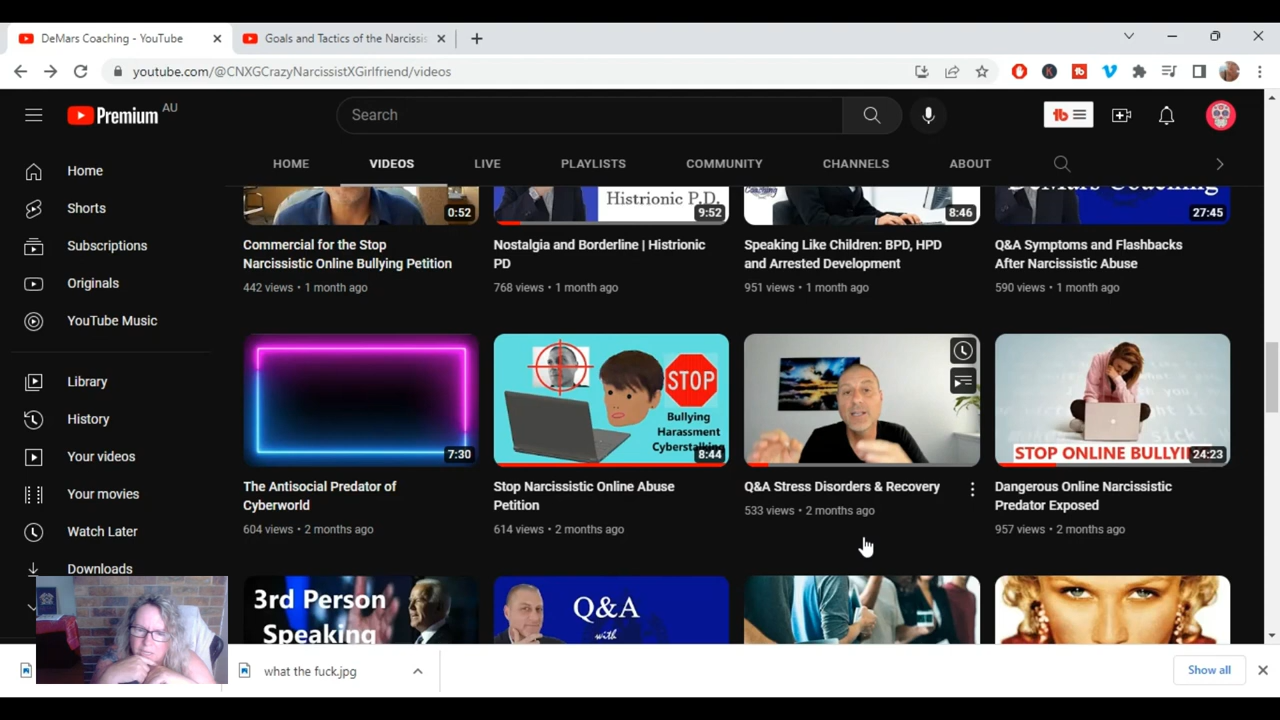 DeMars Coaching - YouTube
Goals and Tactics of the Narcissis
youtube.com/@CNXGCrazyNarcissistXGirlfriend/videos
Premium AU
Search
HOME VIDEOS LIVE PLAYLISTS COMMUNITY CHANNELS ABOUT
Home
Shorts
Subscriptions
Originals
YouTube Music
Library
History
Your videos
Your movies
Watch Later
Downloads
0:52
Histrionic P.D.
9:52
8:46
DeMars Coaching
27:45
Commercial for the Stop
Narcissistic Online Bullying Petition
442 views • 1 month ago
Nostalgia and Borderline | Histrionic
PD
768 views • 1 month ago
Speaking Like Children: BPD, HPD
and Arrested Development
951 views • 1 month ago
Q&A Symptoms and Flashbacks
After Narcissistic Abuse
590 views • 1 month ago
7:30
STOP
Bullying
Harassment
Cyberstalking
8:44
STOP ONLINE BULLYIN
24:23
The Antisocial Predator of
Cyberworld
604 views • 2 months ago
Stop Narcissistic Online Abuse
Petition
614 views • 2 months ago
Q&A Stress Disorders & Recovery
533 views • 2 months ago
Dangerous Online Narcissistic
Predator Exposed
957 views • 2 months ago
3rd Person
Speaking
Q&A
with
what the fuck.jpg
Show all